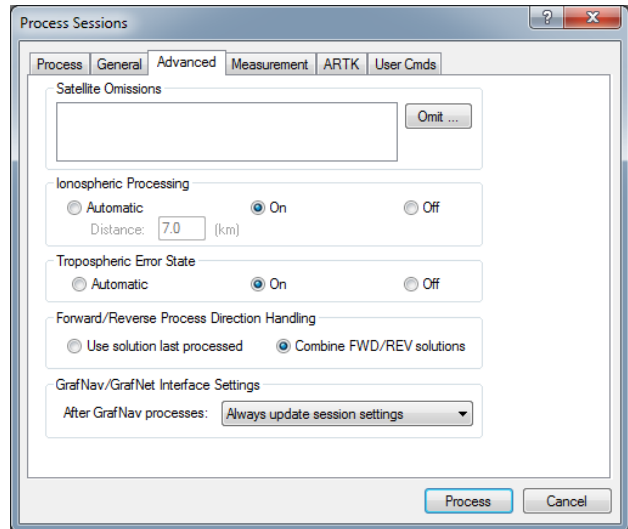 Process Sessions
?
Process General Advanced Measurement ARTK User Cmds
Satellite Omissions
Omit ...
Ionospheric Processing
Automatic On Off
Distance: 7.0 (km)
Tropospheric Error State
Automatic On Off
Forward/Reverse Process Direction Handling
Use solution last processed Combine FWD/REV solutions
GrafNav/GrafNet Interface Settings
After GrafNav processes: Always update session settings
Process Cancel